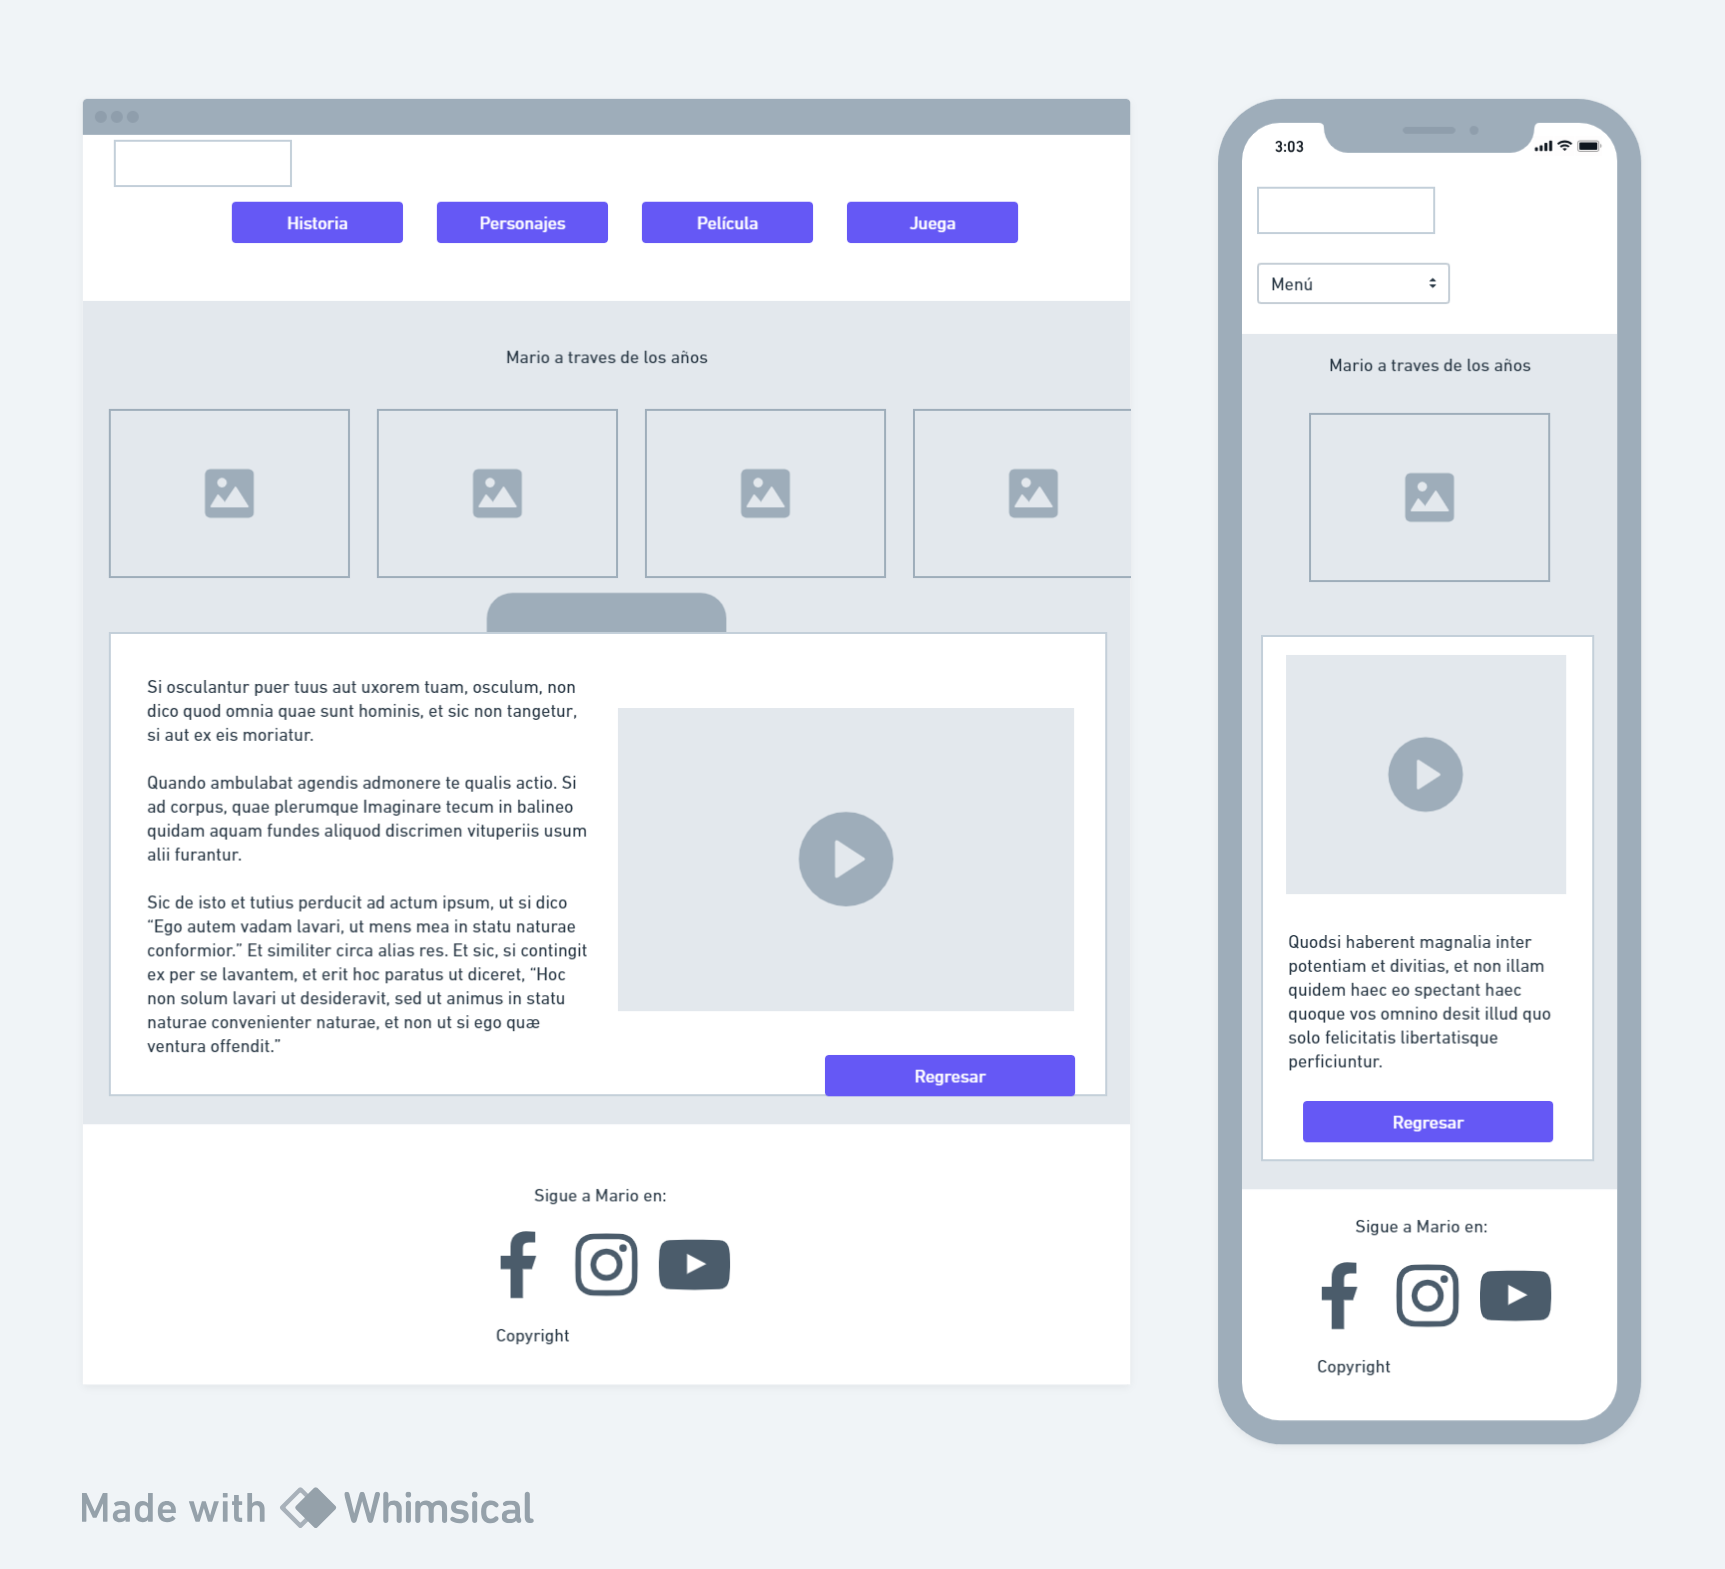 Historia
Personajes
Película
Juega
Mario a traves de los años
Si osculantur puer tuus aut uxorem tuam, osculum, non
dico quod omnia quae sunt hominis, et sic non tangetur,
si aut ex eis moriatur.
Quando ambulabat agendis admonere te qualis actio. Si
ad corpus, quae plerumque Imaginare tecum in balineo
quidam aquam fundes aliquod discrimen vituperiis usum
alii furantur.
Sic de isto et tutius perducit ad actum ipsum, ut si dico
“Ego autem vadam lavari, ut mens mea in statu naturae
conformior.” Et similiter circa alias res. Et sic, si contingit
ex per se lavantem, et erit hoc paratus ut diceret, “Hoc
non solum lavari ut desideravit, sed ut animus in statu
naturae convenienter naturae, et non ut si ego quæ
ventura offendit.”
Regresar
Sigue a Mario en:
Copyright
3:03
Menú
Mario a traves de los años
Quodsi haberent magnalia inter
potentiam et divitias, et non illam
quidem haec eo spectant haec
quoque vos omnino desit illud quo
solo felicitatis libertatisque
perficiuntur.
Regresar
Sigue a Mario en:
Copyright
Made with Whimsical